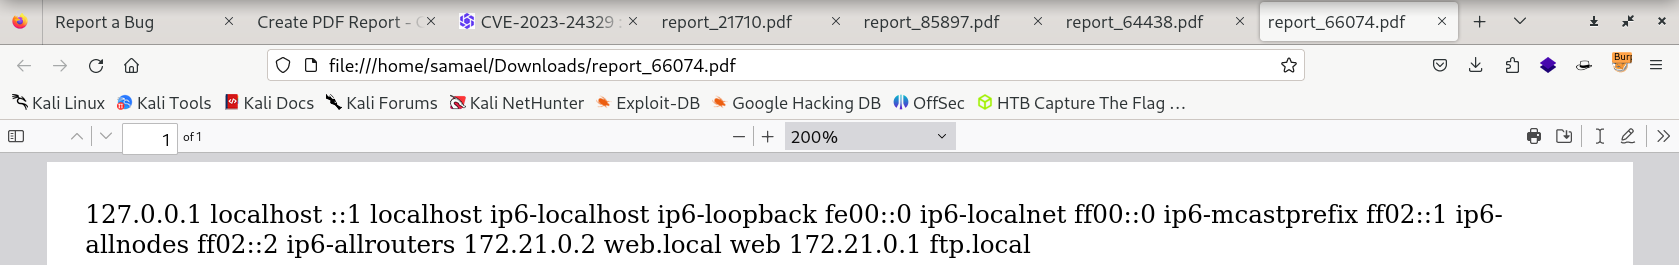 Report a Bug
Create PDF Report -
CVE-2023-24329
report_21710.pdf
report_85897.pdf
report_64438.pdf
report_66074.pdf
file:///home/samael/Downloads/report_66074.pdf
Kali Linux Kali Tools Kali Docs Kali Forums Kali NetHunter Exploit-DB Google Hacking DB OffSec HTB Capture The Flag …
1 of 1 200%
127.0.0.1 localhost ::1 localhost ip6-localhost ip6-loopback fe00::0 ip6-localnet ff00::0 ip6-mcastprefix ff02::1 ip6-
allnodes ff02::2 ip6-allrouters 172.21.0.2 web.local web 172.21.0.1 ftp.local